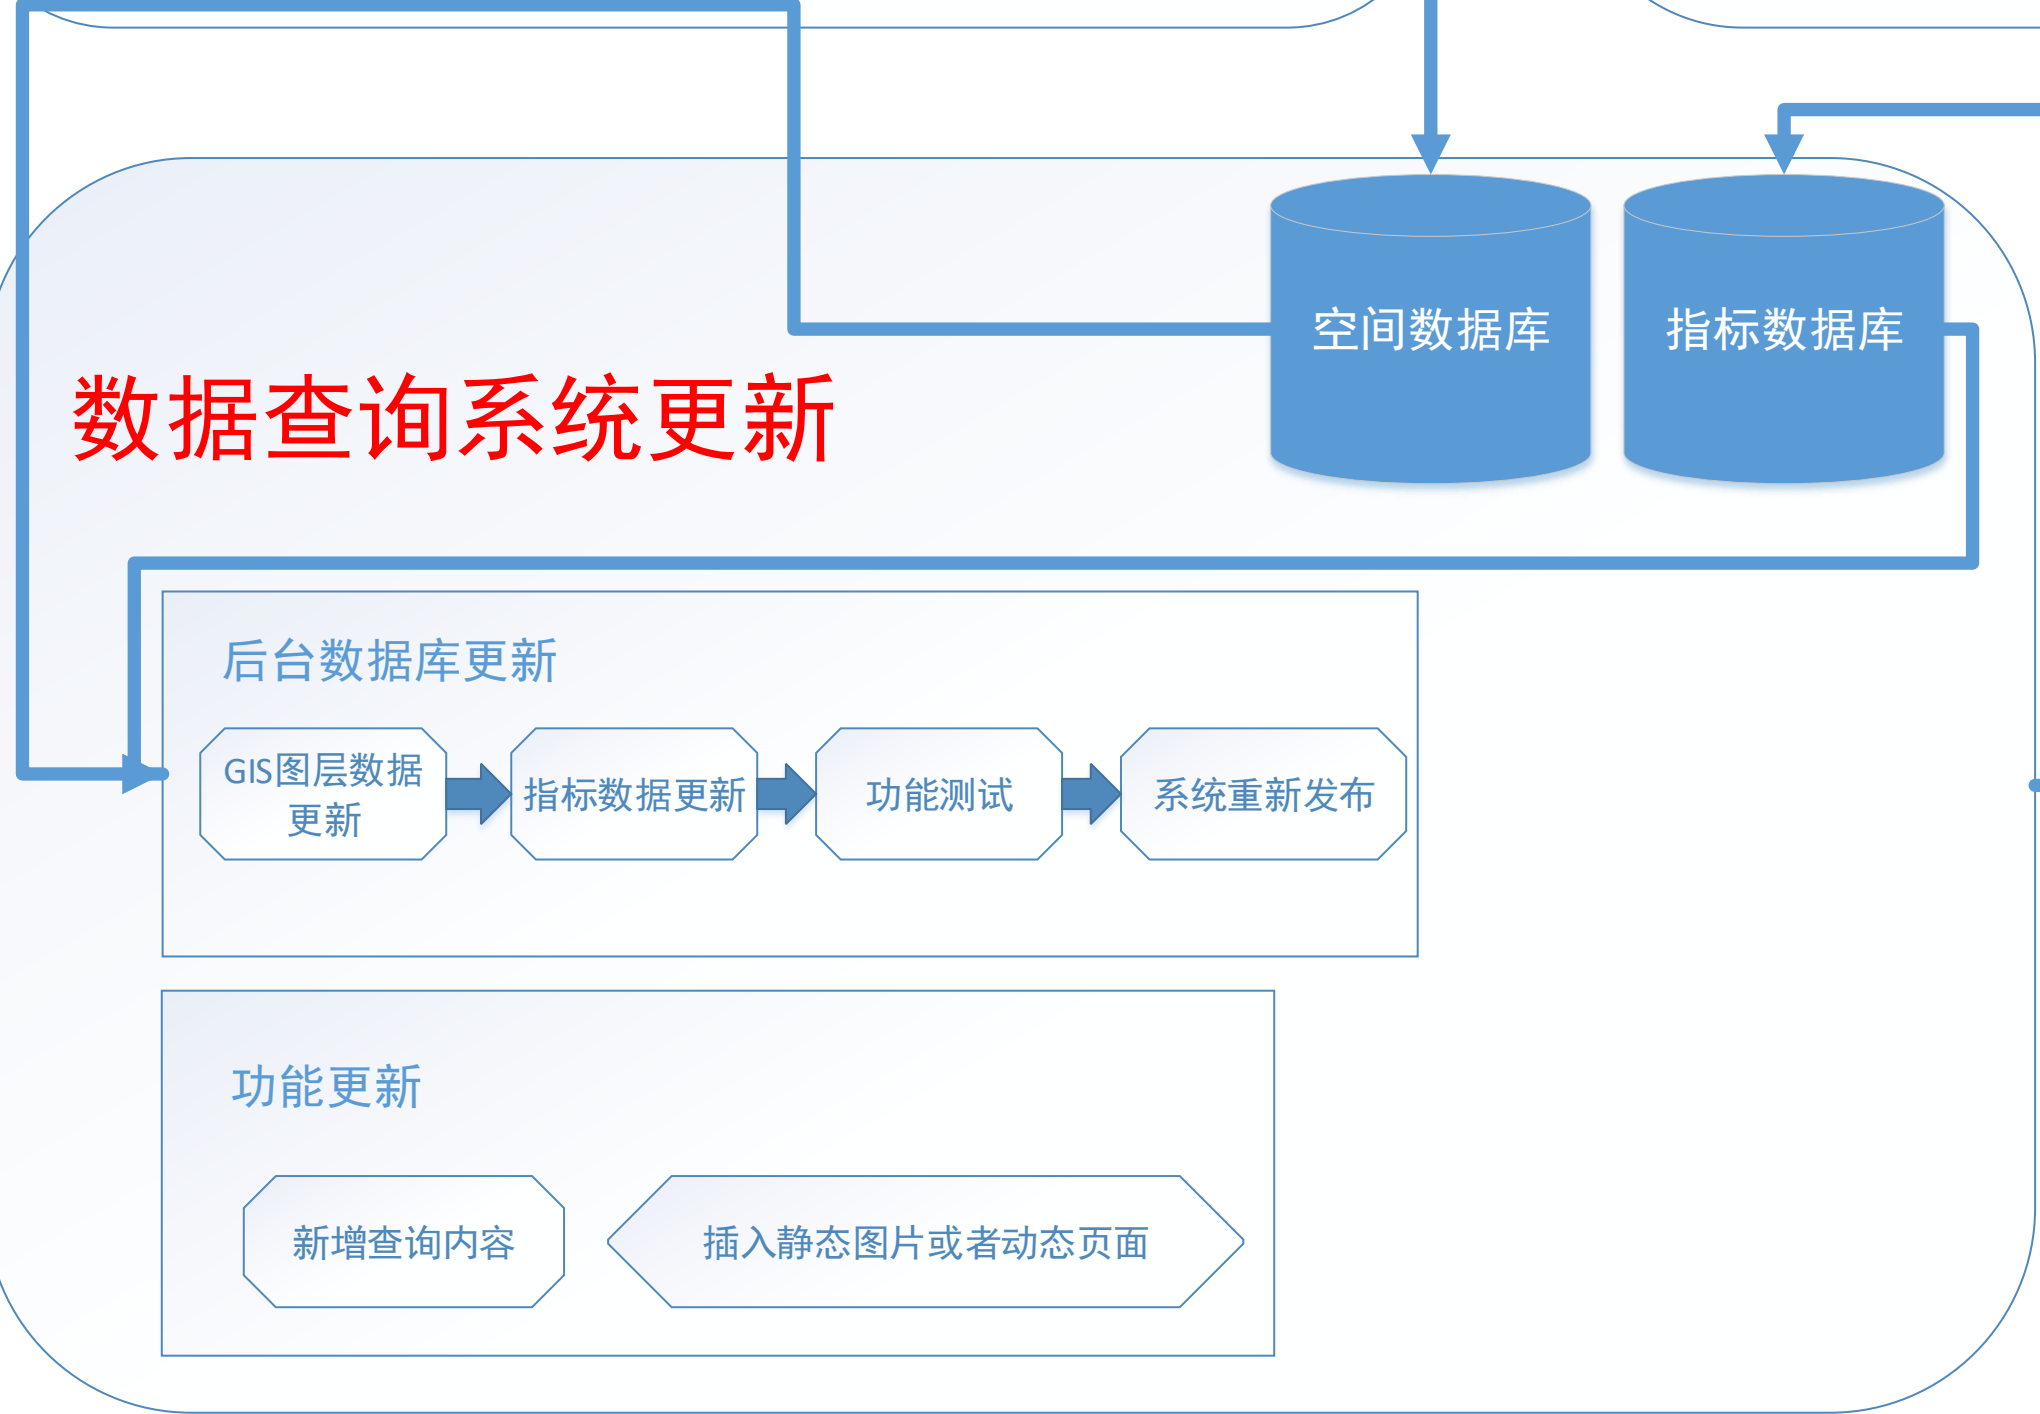 空间数据库
指标数据库
数据查询系统更新
后台数据库更新
GIS图层数据
更新
指标数据更新
功能测试
系统重新发布
功能更新
新增查询内容
插入静态图片或者动态页面